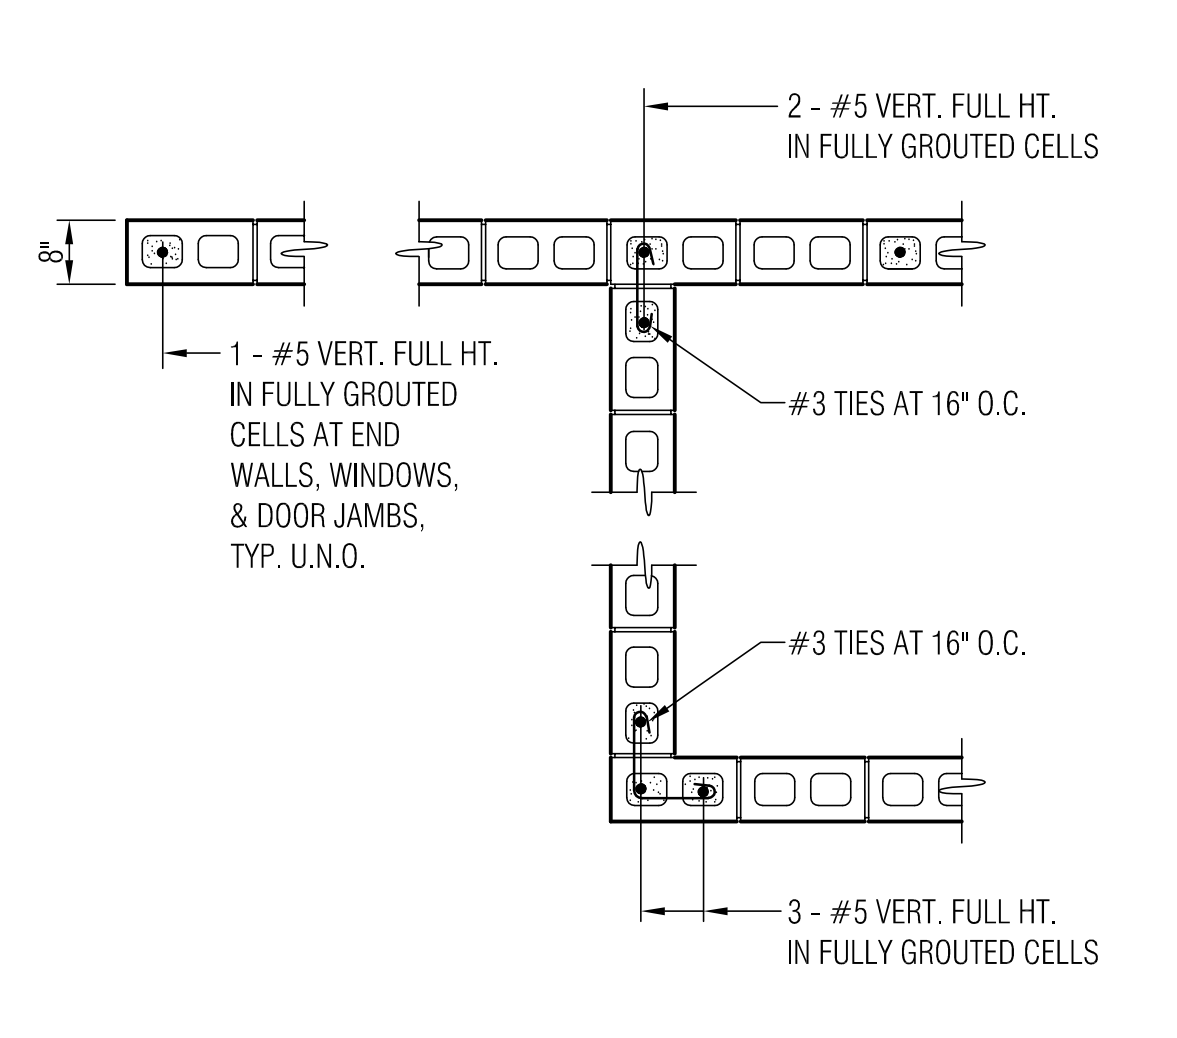 2 - #5 VERT. FULL HT.
IN FULLY GROUTED CELLS
8"
1 - #5 VERT. FULL HT.
IN FULLY GROUTED
CELLS AT END
WALLS, WINDOWS,
& DOOR JAMBS,
TYP. U.N.O.
#3 TIES AT 16" O.C.
#3 TIES AT 16" O.C.
3 - #5 VERT. FULL HT.
IN FULLY GROUTED CELLS